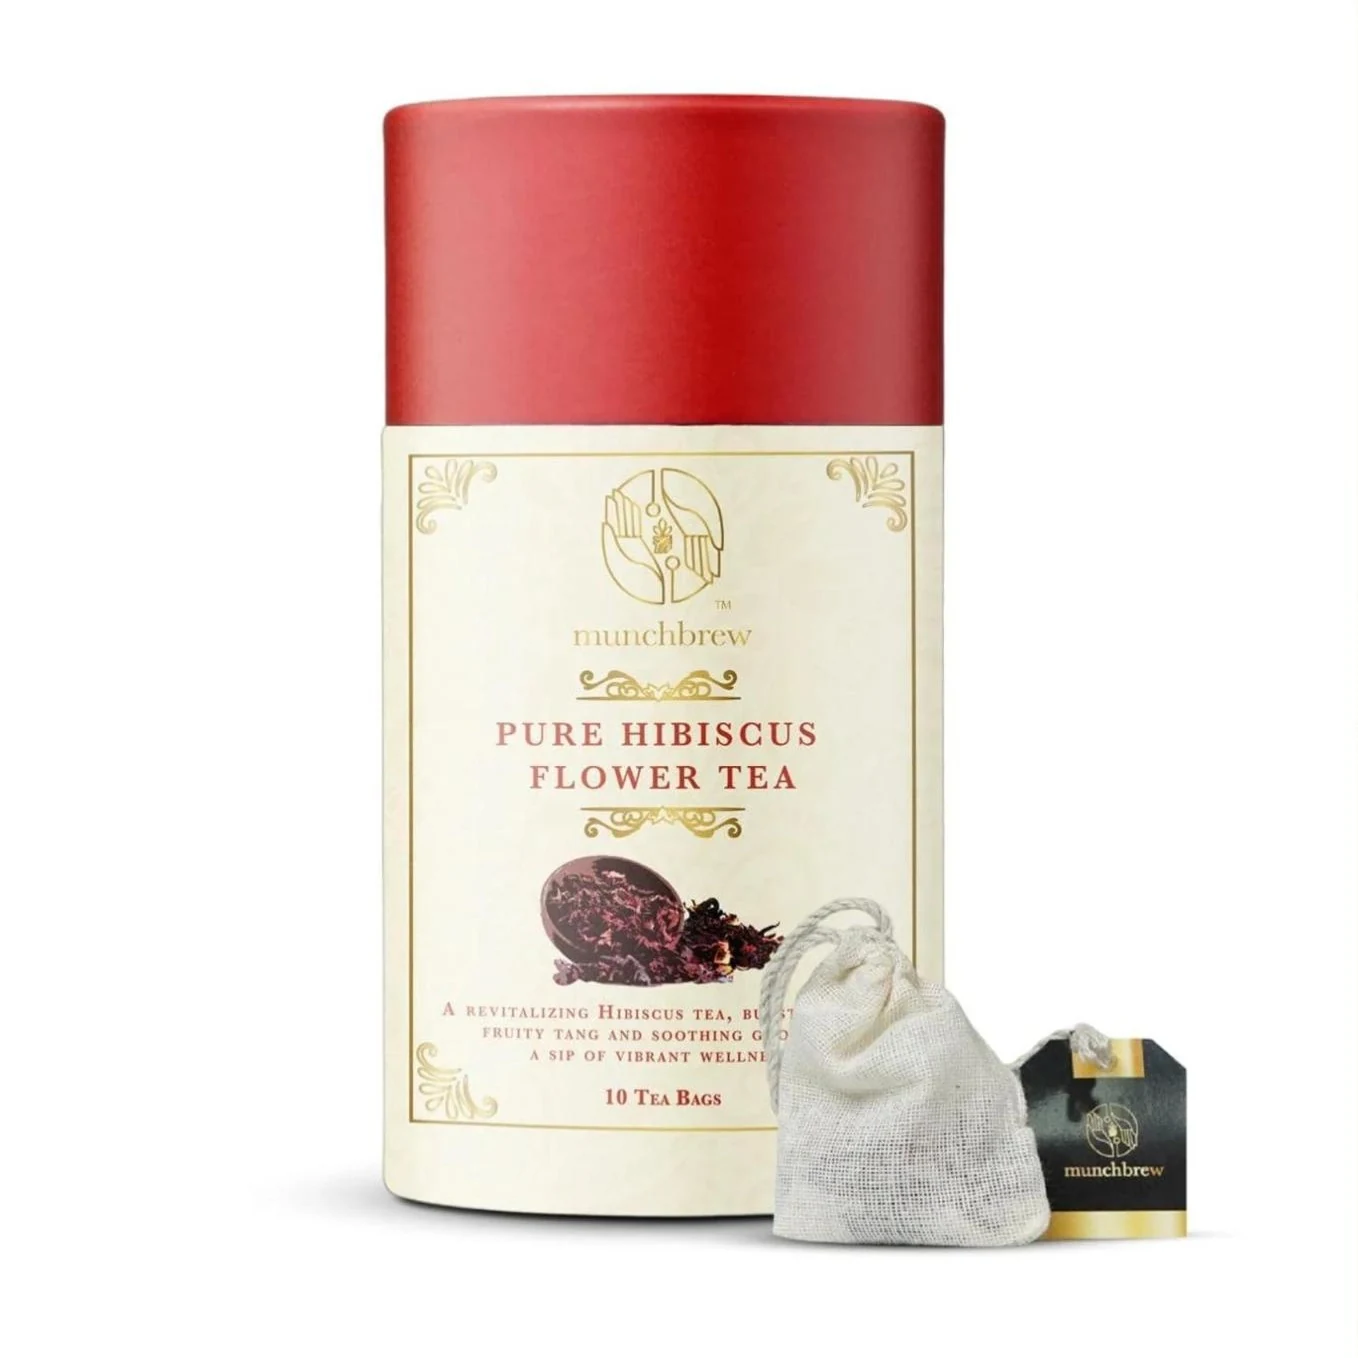 TM
munchbrew
PURE HIBISCUS
FLOWER TEA
A REVITALIZING HIBISCUS TEA,
FRUITY TANG AND SOOTHING
A SIP OF VIBRANT
10 TEA BAGS
munchbrew